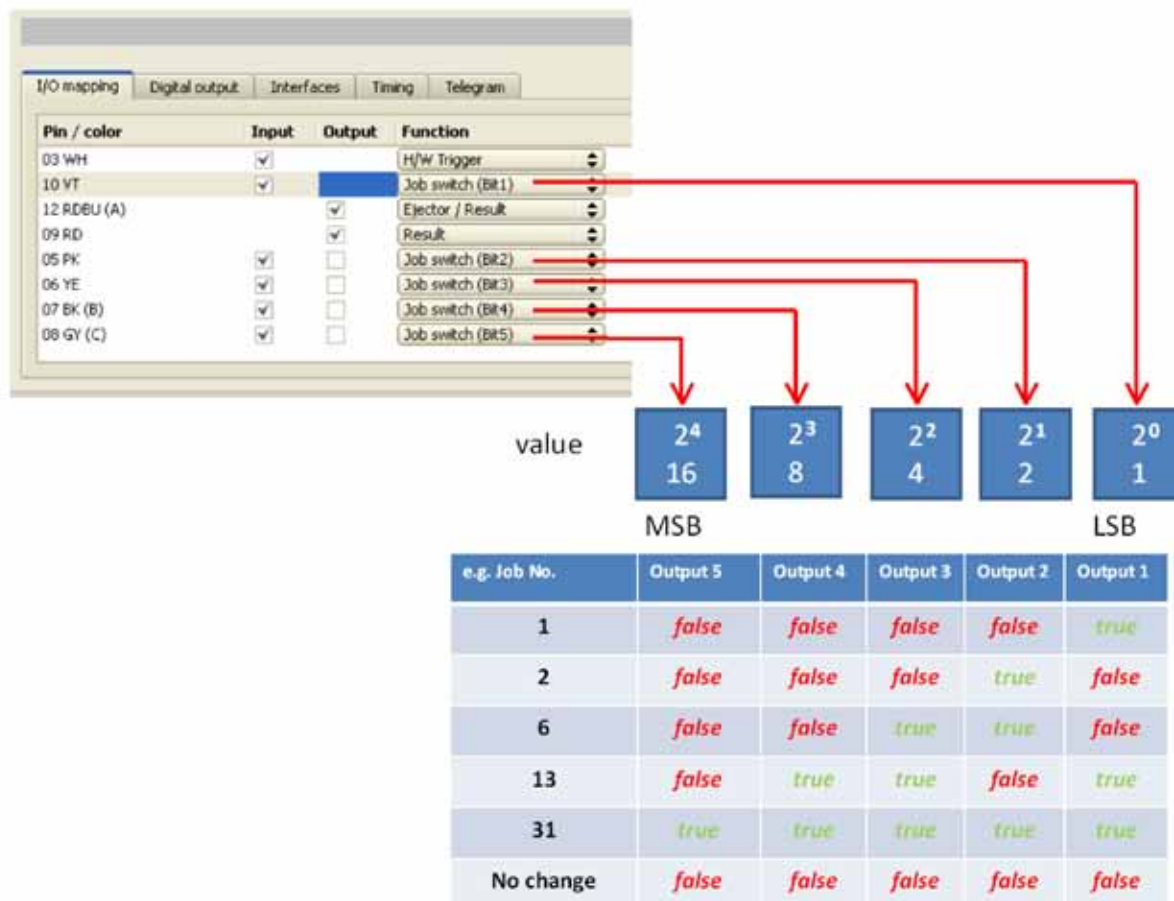 I/O mapping Digital output Interfaces Timing Telegram
Pin / color Input Output Function
03 WH H/W Trigger
10 VT Job switch (Bit1)
12 RDBU (A) Ejector / Result
09 RD Result
05 PK Job switch (Bit2)
06 YE Job switch (Bit3)
07 BK (B) Job switch (Bit4)
08 GY (C) Job switch (Bit5)
value 2⁴ 2³ 2² 2¹ 2⁰
16 8 4 2 1
MSB LSB
e.g. Job No. Output 5 Output 4 Output 3 Output 2 Output 1
1 false false false false true
2 false false false true false
6 false false true true false
13 false true true false true
31 true true true true true
No change false false false false false